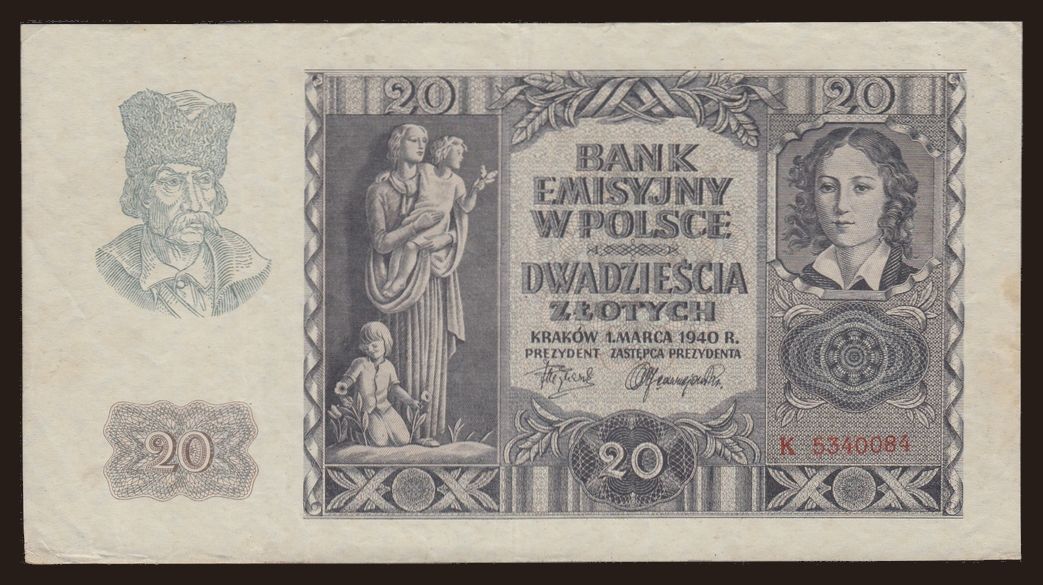 20
20
BANK
EMISYJNY
W POLSCE
DWADZIEŚCIA
ZŁOTYCH
KRAKÓW 1.MARCA 1940 R.
PREZYDENT ZASTĘPCA PREZYDENTA
K 5340084
20
20